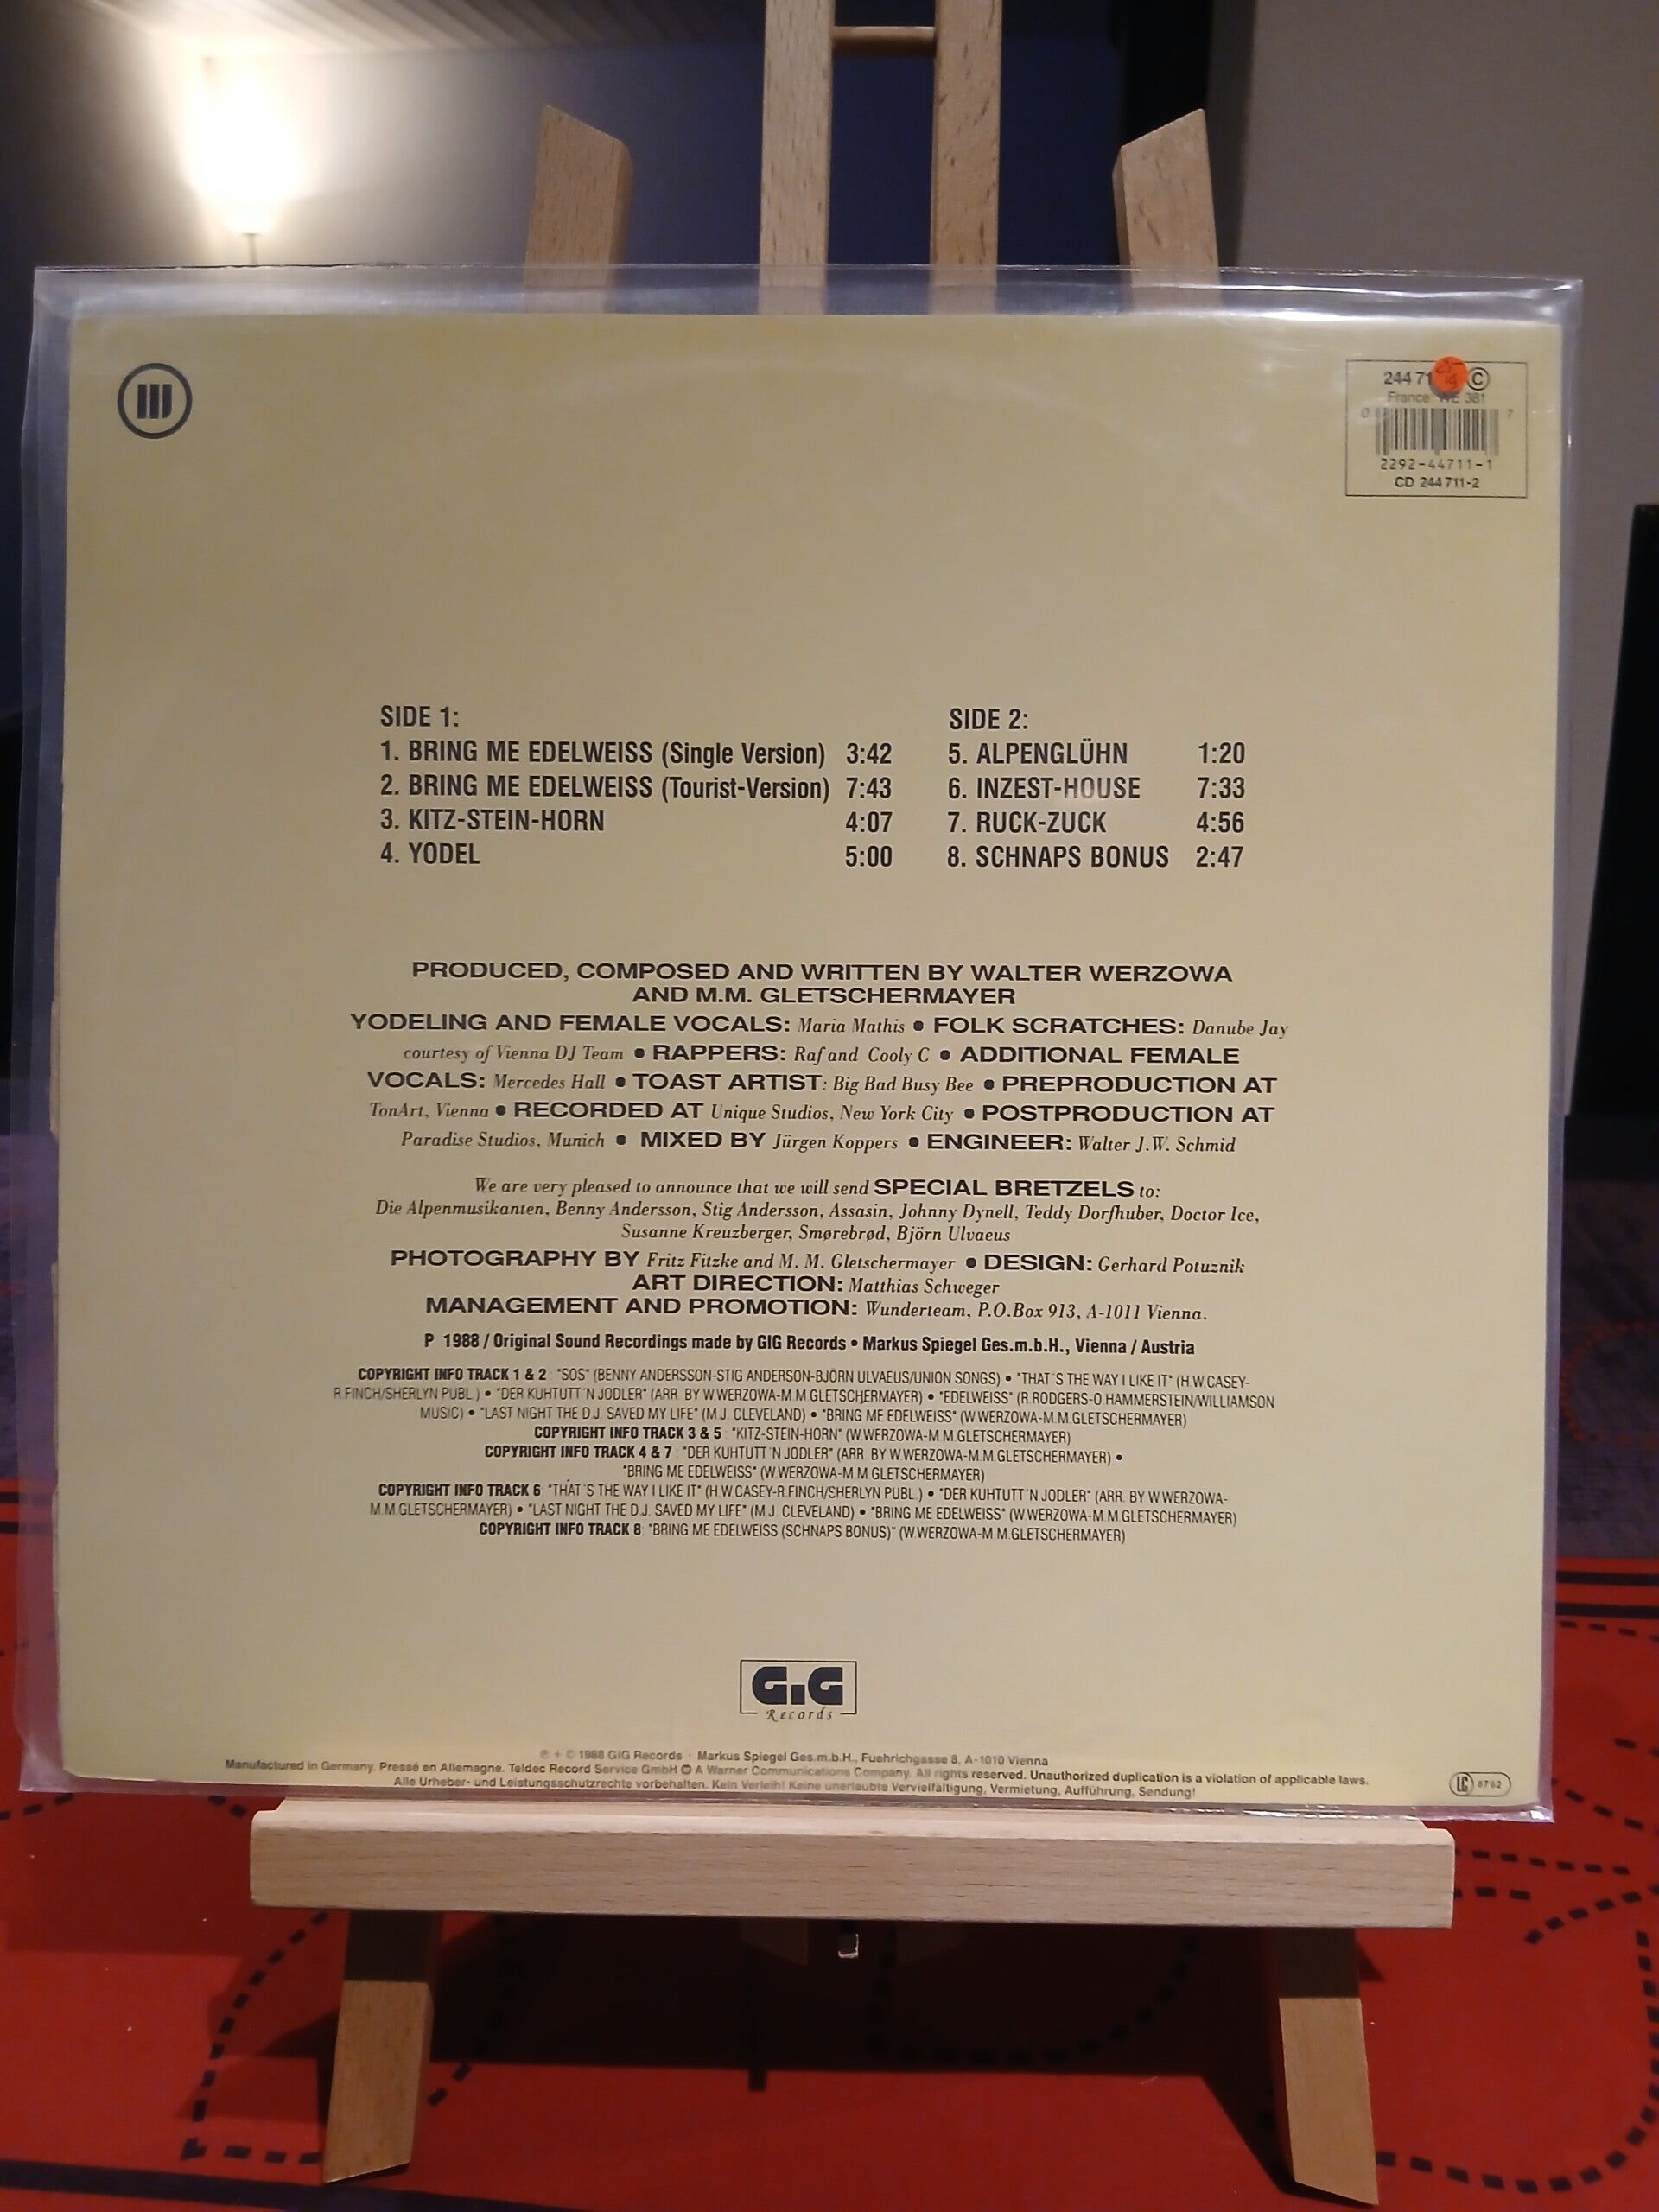 244 71 C
France: WE 381
0 7
2292-44711-1
CD 244 711-2
SIDE 1:
1. BRING ME EDELWEISS (Single Version) 3:42
2. BRING ME EDELWEISS (Tourist-Version) 7:43
3. KITZ-STEIN-HORN 4:07
4. YODEL 5:00
SIDE 2:
5. ALPENGLÜHN 1:20
6. INZEST-HOUSE 7:33
7. RUCK-ZUCK 4:56
8. SCHNAPS BONUS 2:47
PRODUCED, COMPOSED AND WRITTEN BY WALTER WERZOWA
AND M.M. GLETSCHERMAYER
YODELING AND FEMALE VOCALS: Maria Mathis • FOLK SCRATCHES: Danube Jay
courtesy of Vienna DJ Team • RAPPERS: Raf and Cooly C • ADDITIONAL FEMALE
VOCALS: Mercedes Hall • TOAST ARTIST: Big Bad Busy Bee • PREPRODUCTION AT
TonArt, Vienna • RECORDED AT Unique Studios, New York City • POSTPRODUCTION AT
Paradise Studios, Munich • MIXED BY Jürgen Koppers • ENGINEER: Walter J.W. Schmid
We are very pleased to announce that we will send SPECIAL BRETZELS to:
Die Alpenmusikanten, Benny Andersson, Stig Andersson, Assasin, Johnny Dynell, Teddy Dorfhuber, Doctor Ice,
Susanne Kreuzberger, Smørebrød, Björn Ulvaeus
PHOTOGRAPHY BY Fritz Fitzke and M. M. Gletschermayer • DESIGN: Gerhard Potuznik
ART DIRECTION: Matthias Schweger
MANAGEMENT AND PROMOTION: Wunderteam, P.O.Box 913, A-1011 Vienna.
P 1988 / Original Sound Recordings made by GIG Records • Markus Spiegel Ges.m.b.H., Vienna / Austria
COPYRIGHT INFO TRACK 1 & 2: "SOS" (BENNY ANDERSSON-STIG ANDERSON-BJÖRN ULVAEUS/UNION SONGS) • "THAT´S THE WAY I LIKE IT" (H.W.CASEY-
R.FINCH/SHERLYN PUBL.) • "DER KUHTUTT´N JODLER" (ARR. BY W.WERZOWA-M.M.GLETSCHERMAYER) • "EDELWEISS" (R.RODGERS-O.HAMMERSTEIN/WILLIAMSON
MUSIC) • "LAST NIGHT THE D.J. SAVED MY LIFE" (M.J. CLEVELAND) • "BRING ME EDELWEISS" (W.WERZOWA-M.M.GLETSCHERMAYER)
COPYRIGHT INFO TRACK 3 & 5: "KITZ-STEIN-HORN" (W.WERZOWA-M.M.GLETSCHERMAYER)
COPYRIGHT INFO TRACK 4 & 7: "DER KUHTUTT´N JODLER" (ARR. BY W.WERZOWA-M.M.GLETSCHERMAYER) •
"BRING ME EDELWEISS" (W.WERZOWA-M.M.GLETSCHERMAYER)
COPYRIGHT INFO TRACK 6: "THAT´S THE WAY I LIKE IT" (H.W.CASEY-R.FINCH/SHERLYN PUBL.) • "DER KUHTUTT´N JODLER" (ARR. BY W.WERZOWA-
M.M.GLETSCHERMAYER) • "LAST NIGHT THE D.J. SAVED MY LIFE" (M.J. CLEVELAND) • "BRING ME EDELWEISS" (W.WERZOWA-M.M.GLETSCHERMAYER)
COPYRIGHT INFO TRACK 8: "BRING ME EDELWEISS (SCHNAPS BONUS)" (W.WERZOWA-M.M.GLETSCHERMAYER)
GIG
Records
℗ + © 1988 GIG Records · Markus Spiegel Ges.m.b.H., Fuehrichgasse 8, A-1010 Vienna
Manufactured in Germany. Pressé en Allemagne. Teldec Record Service GmbH A Warner Communications Company. All rights reserved. Unauthorized duplication is a violation of applicable laws.
Alle Urheber- und Leistungsschutzrechte vorbehalten. Kein Verleih! Keine unerlaubte Vervielfältigung, Vermietung, Aufführung, Sendung!
LC 8762